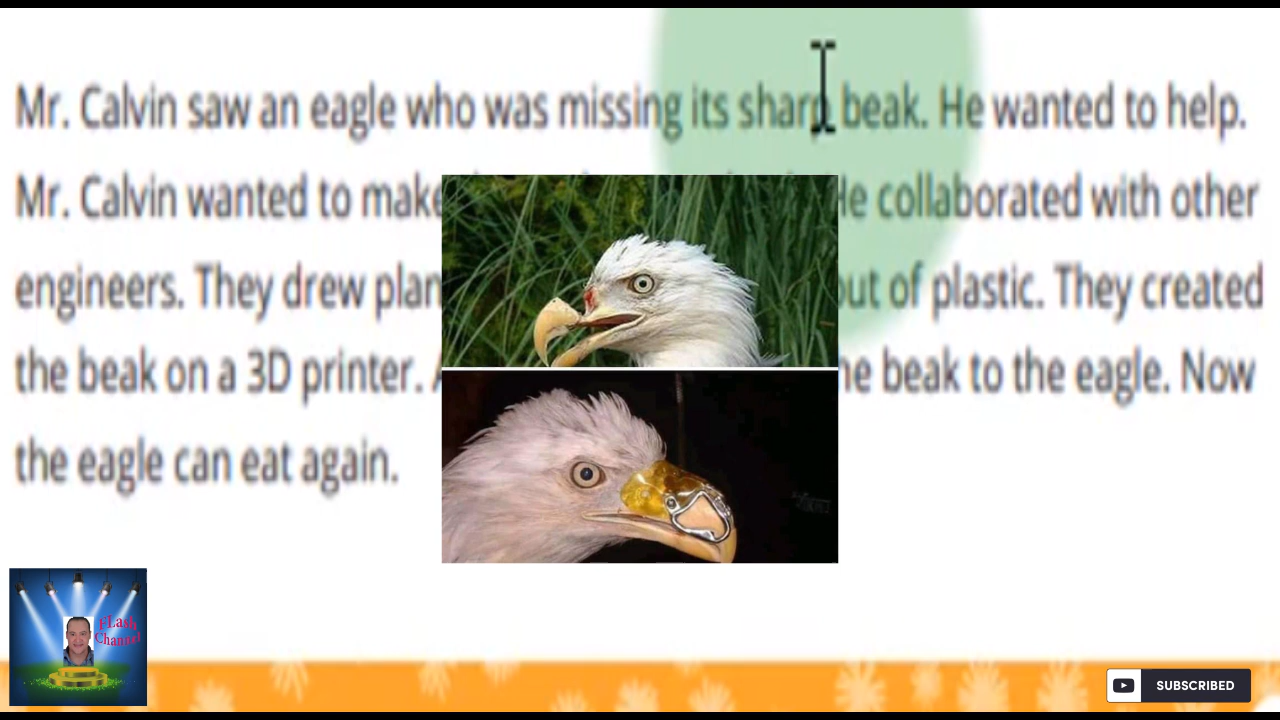 Mr. Calvin saw an eagle who was missing its sharp beak. He wanted to help.
Mr. Calvin wanted to make He collaborated with other
engineers. They drew plan out of plastic. They created
the beak on a 3D printer. A he beak to the eagle. Now
the eagle can eat again.
FLash
Channel
SUBSCRIBED